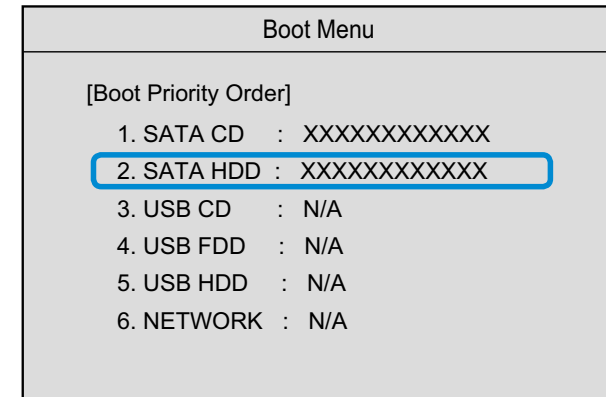 Boot Menu
[Boot Priority Order]
1. SATA CD : XXXXXXXXXXXX
2. SATA HDD : XXXXXXXXXXXX
3. USB CD : N/A
4. USB FDD : N/A
5. USB HDD : N/A
6. NETWORK : N/A